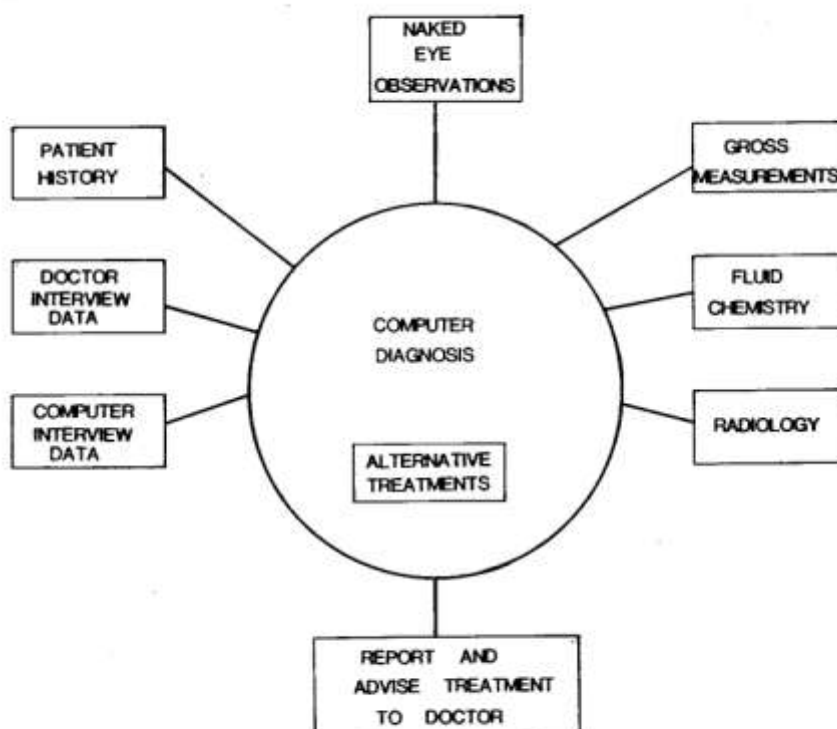 NAKED
EYE
OBSERVATIONS
PATIENT
HISTORY
GROSS
MEASUREMENTS
DOCTOR
INTERVIEW
DATA
FLUID
CHEMISTRY
COMPUTER
DIAGNOSIS
COMPUTER
INTERVIEW
DATA
RADIOLOGY
ALTERNATIVE
TREATMENTS
REPORT AND
ADVISE TREATMENT
TO DOCTOR